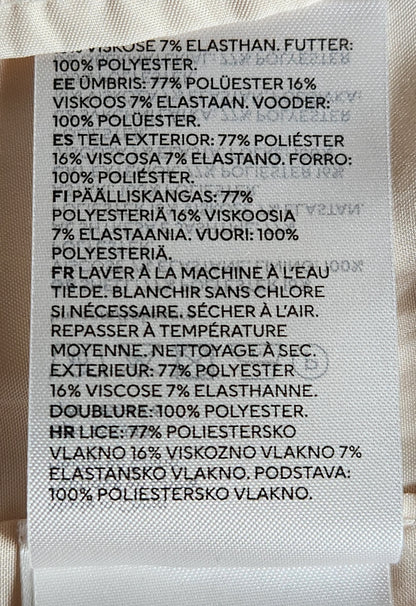 16% VISKOSE 7% ELASTHAN. FUTTER:
100% POLYESTER.
EE ÜMBRIS: 77% POLÜESTER 16%
VISKOOS 7% ELASTAAN. VOODER:
100% POLÜESTER.
ES TELA EXTERIOR: 77% POLIÉSTER
16% VISCOSA 7% ELASTANO. FORRO:
100% POLIÉSTER.
FI PÄÄLLISKANGAS: 77%
POLYESTERIÄ 16% VISKOOSIA
7% ELASTAANIA. VUORI: 100%
POLYESTERIÄ.
FR LAVER À LA MACHINE À L'EAU
TIÈDE. BLANCHIR SANS CHLORE
SI NÉCESSAIRE. SÉCHER À L'AIR.
REPASSER À TEMPÉRATURE
MOYENNE. NETTOYAGE À SEC.
EXTERIEUR: 77% POLYESTER
16% VISCOSE 7% ELASTHANNE.
DOUBLURE: 100% POLYESTER.
HR LICE: 77% POLIESTERSKO
VLAKNO 16% VISKOZNO VLAKNO 7%
ELASTANSKO VLAKNO. PODSTAVA:
100% POLIESTERSKO VLAKNO.